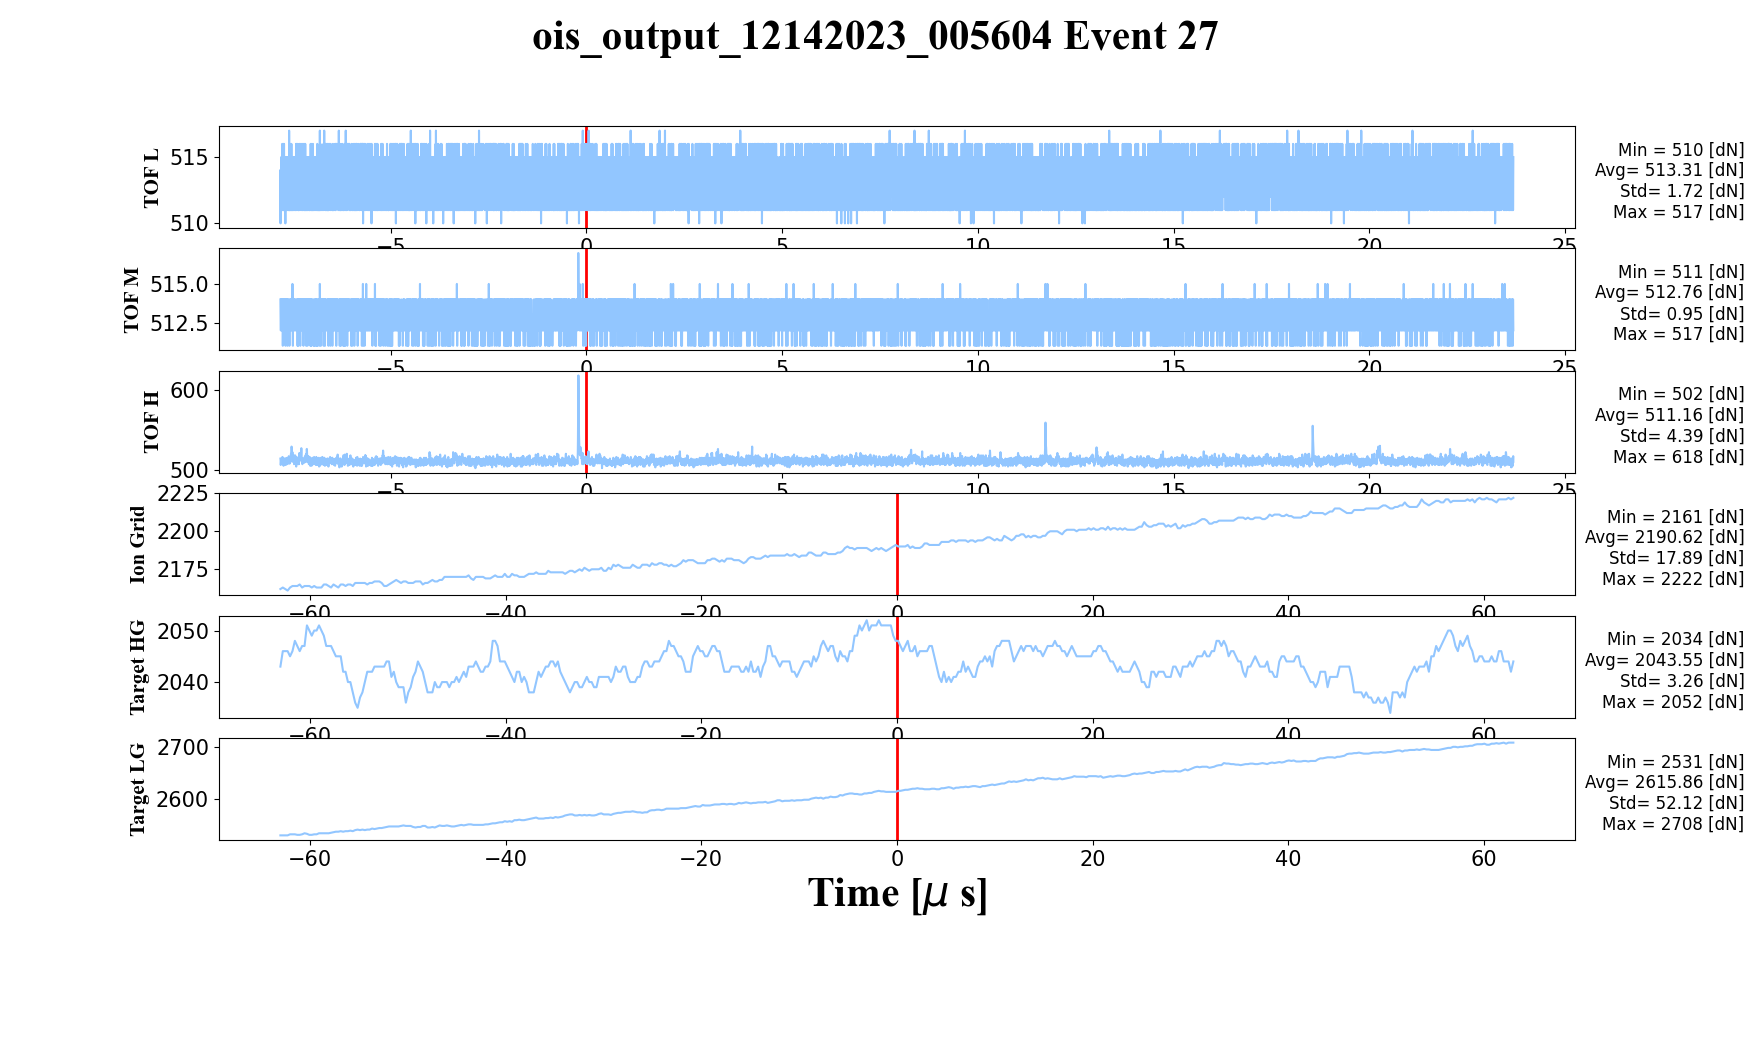 ois_output_12142023_005604 Event 27
TOF L
515
510
−5 0 5 10 15 20 25
Min = 510 [dN]
Avg= 513.31 [dN]
Std= 1.72 [dN]
Max = 517 [dN]
TOF M
515.0
512.5
−5 0 5 10 15 20 25
Min = 511 [dN]
Avg= 512.76 [dN]
Std= 0.95 [dN]
Max = 517 [dN]
TOF H
600
500
−5 0 5 10 15 20 25
Min = 502 [dN]
Avg= 511.16 [dN]
Std= 4.39 [dN]
Max = 618 [dN]
Ion Grid
2225
2200
2175
−60 −40 −20 0 20 40 60
Min = 2161 [dN]
Avg= 2190.62 [dN]
Std= 17.89 [dN]
Max = 2222 [dN]
Target HG
2050
2040
−60 −40 −20 0 20 40 60
Min = 2034 [dN]
Avg= 2043.55 [dN]
Std= 3.26 [dN]
Max = 2052 [dN]
Target LG
2700
2600
−60 −40 −20 0 20 40 60
Min = 2531 [dN]
Avg= 2615.86 [dN]
Std= 52.12 [dN]
Max = 2708 [dN]
Time [μ s]